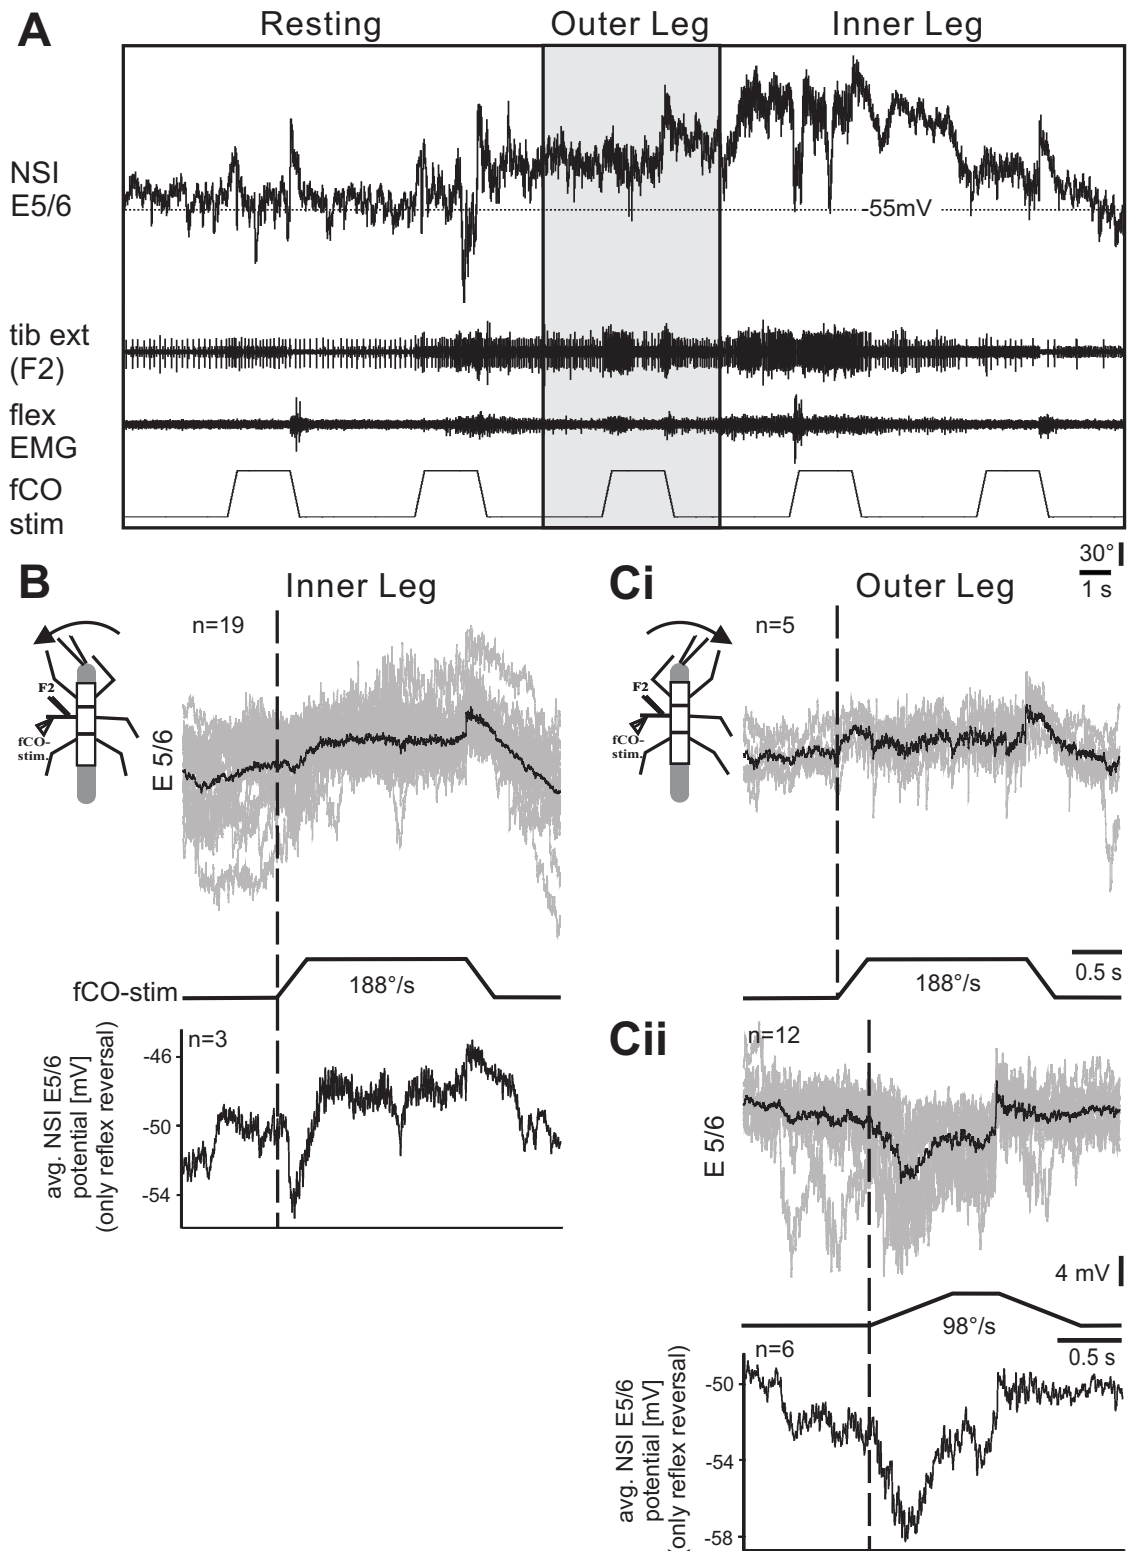 A
Resting
Outer Leg
Inner Leg
NSI
E5/6
-55mV
tib ext
(F2)
flex
EMG
fCO
stim
30°
1 s
B
Inner Leg
n=19
F2
fCO-
stim.
E 5/6
fCO-stim
188°/s
n=3
avg. NSI E5/6
potential [mV]
(only reflex reversal)
-46
-50
-54
Ci
Outer Leg
n=5
F2
fCO-
stim.
0.5 s
188°/s
Cii
n=12
E 5/6
4 mV
98°/s
0.5 s
n=6
avg. NSI E5/6
potential [mV]
(only reflex reversal)
-50
-54
-58